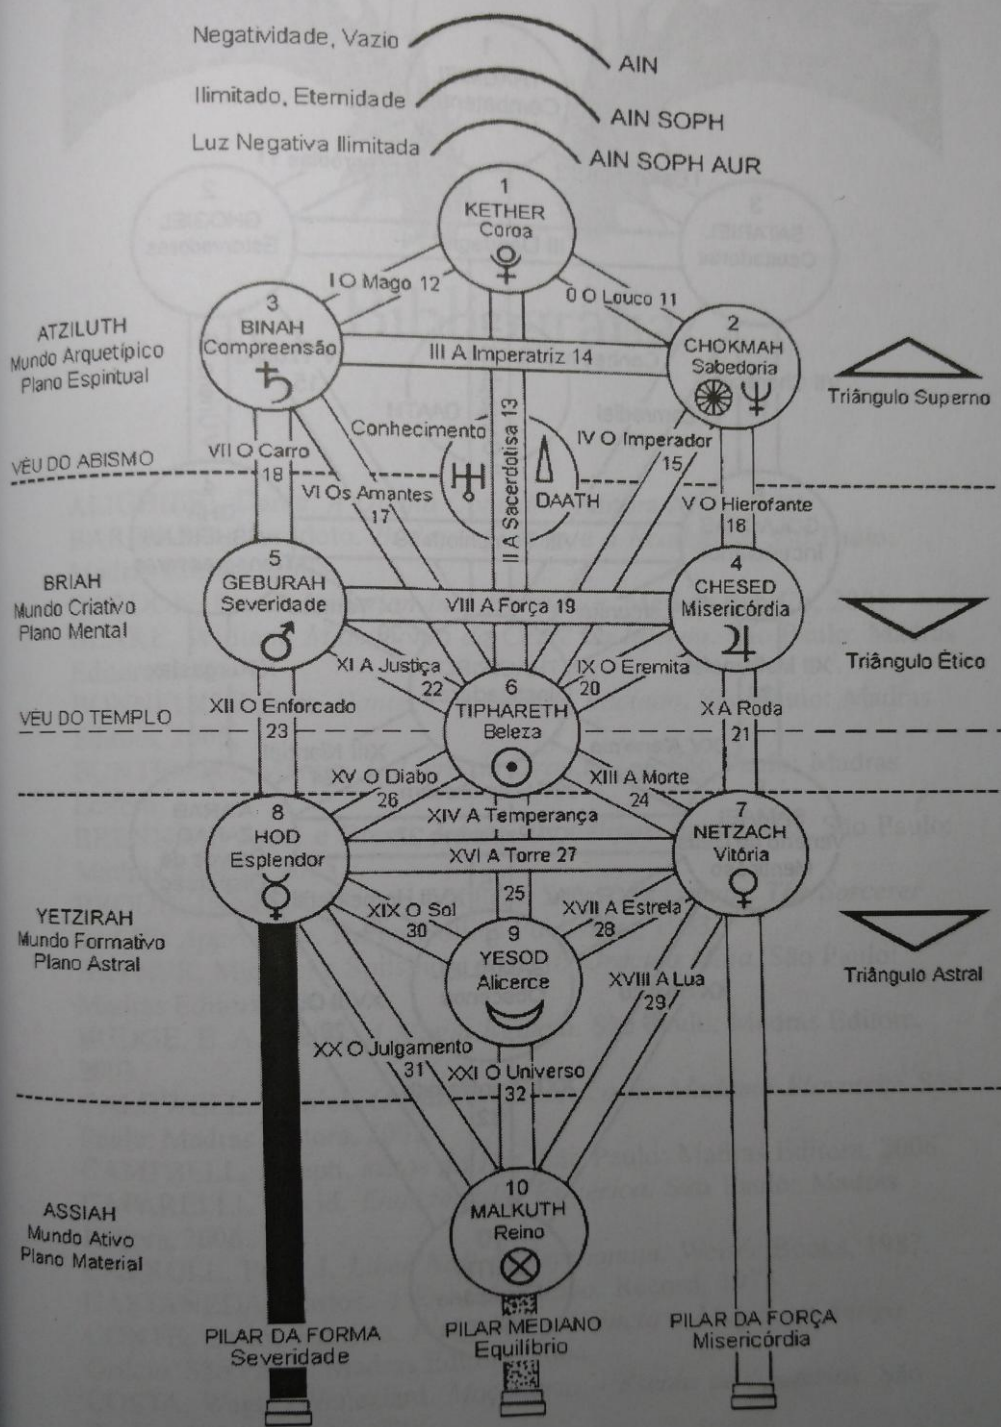 Negatividade, Vazio
AIN
Ilimitado, Eternidade
AIN SOPH
Luz Negativa Ilimitada
AIN SOPH AUR
1
KETHER
Coroa
I O Mago 12
0 O Louco 11
ATZILUTH
Mundo Arquetípico
Plano Espintual
3
BINAH
Compreensão
III A Imperatriz 14
2
CHOKMAH
Sabedoria
Triângulo Superno
VÉU DO ABISMO
VII O Carro
18
VI Os Amantes
17
Conhecimento
II A Sacerdotisa 13
DAATH
IV O Imperador
15
V O Hierofante
16
BRIAH
Mundo Criativo
Plano Mental
5
GEBURAH
Severidade
VIII A Força 19
4
CHESED
Misericórdia
Triângulo Ético
XI A Justiça
22
IX O Eremita
20
VÉU DO TEMPLO
XII O Enforcado
23
6
TIPHARETH
Beleza
X A Roda
21
XV O Diabo
26
XIII A Morte
24
XIV A Temperança
25
8
HOD
Esplendor
XVI A Torre 27
7
NETZACH
Vitória
YETZIRAH
Mundo Formativo
Plano Astral
XIX O Sol
30
XVII A Estrela
28
9
YESOD
Alicerce
XVIII A Lua
29
Triângulo Astral
XX O Julgamento
31
XXI O Universo
32
ASSIAH
Mundo Ativo
Plano Material
10
MALKUTH
Reino
PILAR DA FORMA
Severidade
PILAR MEDIANO
Equilíbrio
PILAR DA FORÇA
Misericórdia